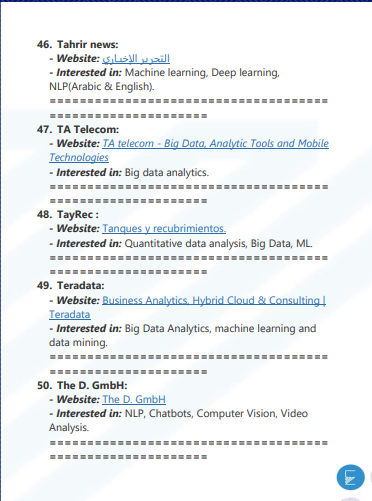 46. Tahrir news:
- Website: التحرير الإخباري
- Interested in: Machine learning, Deep learning,
NLP(Arabic & English).
=====================================
=====================
47. TA Telecom:
- Website: TA telecom - Big Data, Analytic Tools and Mobile
Technologies
- Interested in: Big data analytics.
=====================================
=====================
48. TayRec :
- Website: Tanques y recubrimientos.
- Interested in: Quantitative data analysis, Big Data, ML.
=====================================
=====================
49. Teradata:
- Website: Business Analytics, Hybrid Cloud & Consulting |
Teradata
- Interested in: Big Data Analytics, machine learning and
data mining.
=====================================
=====================
50. The D. GmbH:
- Website: The D. GmbH
- Interested in: NLP, Chatbots, Computer Vision, Video
Analysis.
=====================================
=====================